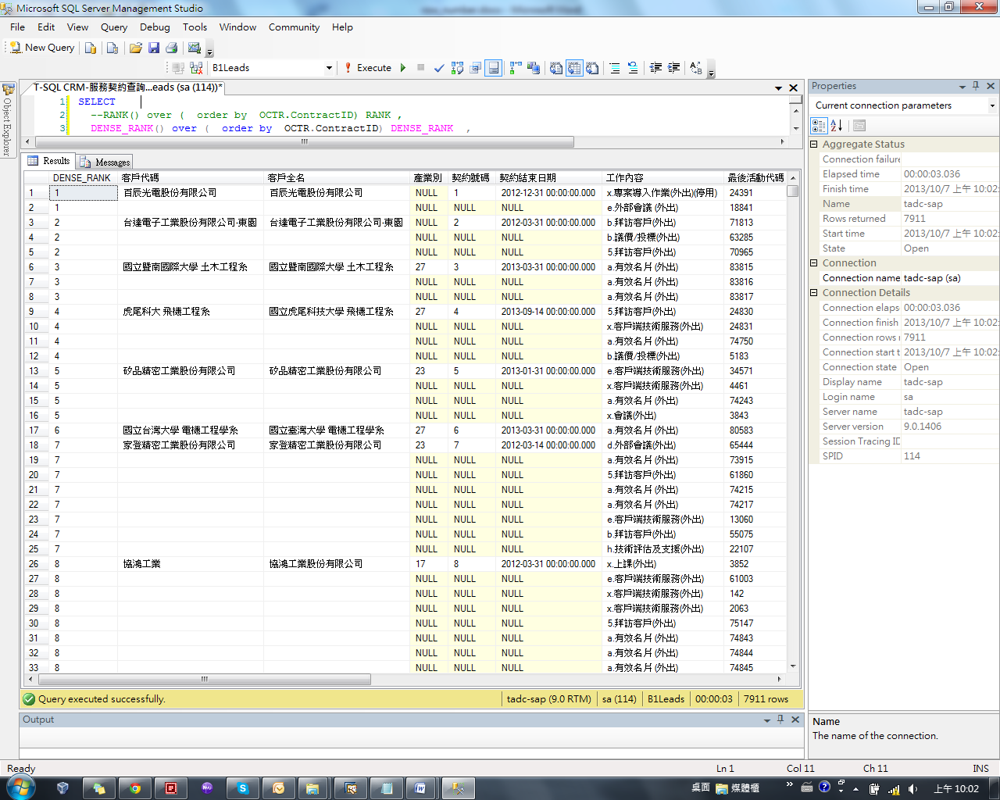 Microsoft SQL Server Management Studio
File Edit View Query Debug Tools Window Community Help
New Query
B1Leads Execute
T-SQL CRM-服務契約查詢...eads (sa (114))*
Object Explorer
1 SELECT
2 --RANK() over ( order by OCTR.ContractID) RANK ,
3 DENSE_RANK() over ( order by OCTR.ContractID) DENSE_RANK ,
Results Messages
DENSE_RANK 客戶代碼 客戶全名 產業別 契約號碼 契約結束日期 工作內容 最後活動代碼
1 1 百辰光電股份有限公司 百辰光電股份有限公司 NULL 1 2012-12-31 00:00:00.000 x.專案導入作業(外出)(停用) 24391
2 1 NULL NULL NULL e.外部會議 (外出) 18841
3 2 台達電子工業股份有限公司-東園 台達電子工業股份有限公司-東園 NULL 2 2012-03-31 00:00:00.000 b.拜訪客戶(外出) 71813
4 2 NULL NULL NULL b.議價/投標(外出) 63285
5 2 NULL NULL NULL 5.拜訪客戶(外出) 70965
6 3 國立暨南國際大學 土木工程系 國立暨南國際大學 土木工程系 27 3 2013-03-31 00:00:00.000 a.有效名片 (外出) 83815
7 3 NULL NULL NULL a.有效名片 (外出) 83816
8 3 NULL NULL NULL a.有效名片 (外出) 83817
9 4 虎尾科大 飛機工程系 國立虎尾科技大學 飛機工程系 27 4 2013-09-14 00:00:00.000 5.拜訪客戶(外出) 24830
10 4 NULL NULL NULL x.客戶端技術服務(外出) 24831
11 4 NULL NULL NULL a.有效名片 (外出) 74750
12 4 NULL NULL NULL b.議價/投標(外出) 5183
13 5 矽品精密工業股份有限公司 矽品精密工業股份有限公司 23 5 2013-01-31 00:00:00.000 e.客戶端技術服務(外出) 34571
14 5 NULL NULL NULL x.客戶端技術服務(外出) 4461
15 5 NULL NULL NULL a.有效名片 (外出) 74243
16 5 NULL NULL NULL x.會議(外出) 3843
17 6 國立台灣大學 電機工程學系 國立臺灣大學 電機工程學系 27 6 2013-03-31 00:00:00.000 a.有效名片 (外出) 80583
18 7 家登精密工業股份有限公司 家登精密工業股份有限公司 23 7 2012-03-14 00:00:00.000 d.外部會議(外出) 65444
19 7 NULL NULL NULL a.有效名片 (外出) 73915
20 7 NULL NULL NULL 5.拜訪客戶(外出) 61860
21 7 NULL NULL NULL a.有效名片 (外出) 74215
22 7 NULL NULL NULL a.有效名片 (外出) 74217
23 7 NULL NULL NULL e.客戶端技術服務(外出) 13060
24 7 NULL NULL NULL b.拜訪客戶(外出) 55075
25 7 NULL NULL NULL h.技術評估及支援(外出) 22107
26 8 協鴻工業 協鴻工業股份有限公司 17 8 2012-03-31 00:00:00.000 x.上課(外出) 3852
27 8 NULL NULL NULL e.客戶端技術服務(外出) 61003
28 8 NULL NULL NULL x.客戶端技術服務(外出) 142
29 8 NULL NULL NULL x.客戶端技術服務(外出) 2063
30 8 NULL NULL NULL 5.拜訪客戶(外出) 75147
31 8 NULL NULL NULL a.有效名片 (外出) 74843
32 8 NULL NULL NULL a.有效名片 (外出) 74844
33 8 NULL NULL NULL a.有效名片 (外出) 74845
Query executed successfully. tadc-sap (9.0 RTM) sa (114) B1Leads 00:00:03 7911 rows
Output
Properties
Current connection parameters
Aggregate Status
Connection failure
Elapsed time 00:00:03.036
Finish time 2013/10/7 上午 10:02:
Name tadc-sap
Rows returned 7911
Start time 2013/10/7 上午 10:02:
State Open
Connection
Connection name tadc-sap (sa)
Connection Details
Connection elaps 00:00:03.036
Connection finish 2013/10/7 上午 10:02:
Connection rows r 7911
Connection start t 2013/10/7 上午 10:02:
Connection state Open
Display name tadc-sap
Login name sa
Server name tadc-sap
Server version 9.0.1406
Session Tracing ID
SPID 114
Name
The name of the connection.
Ready Ln 1 Col 11 Ch 11 INS
桌面 媒體櫃 上午 10:02